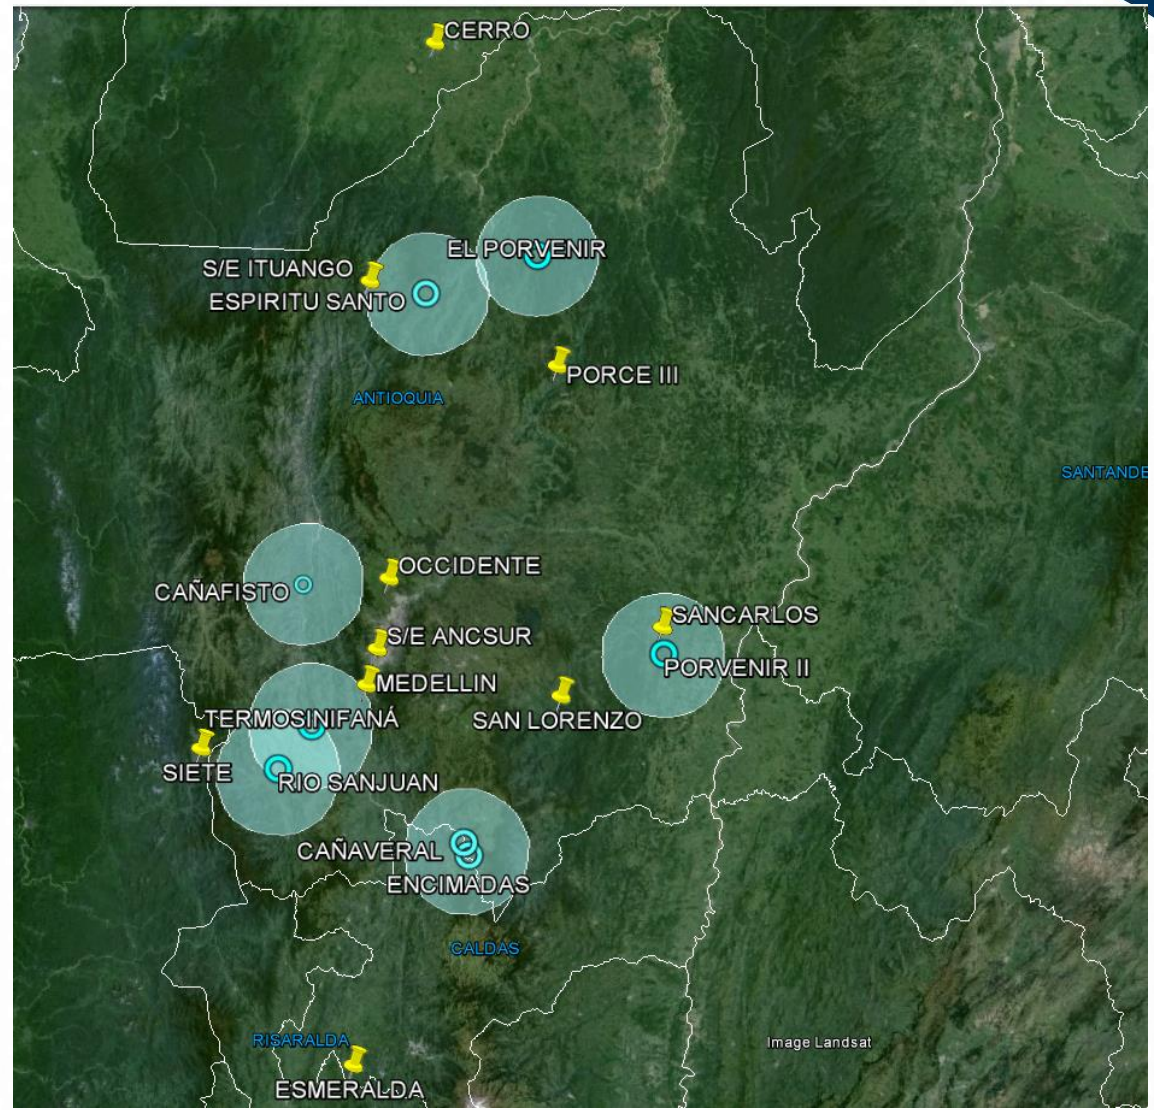 CERRO
EL PORVENIR
S/E ITUANGO
ESPIRITU SANTO
PORCE III
ANTIOQUIA
SANTANDE
OCCIDENTE
CAÑAFISTO
SANCARLOS
S/E ANCSUR
PORVENIR II
MEDELLIN
TERMOSINIFANÁ
SAN LORENZO
SIETE
RIO SANJUAN
CAÑAVERAL
ENCIMADAS
CALDAS
RISARALDA
Image Landsat
ESMERALDA